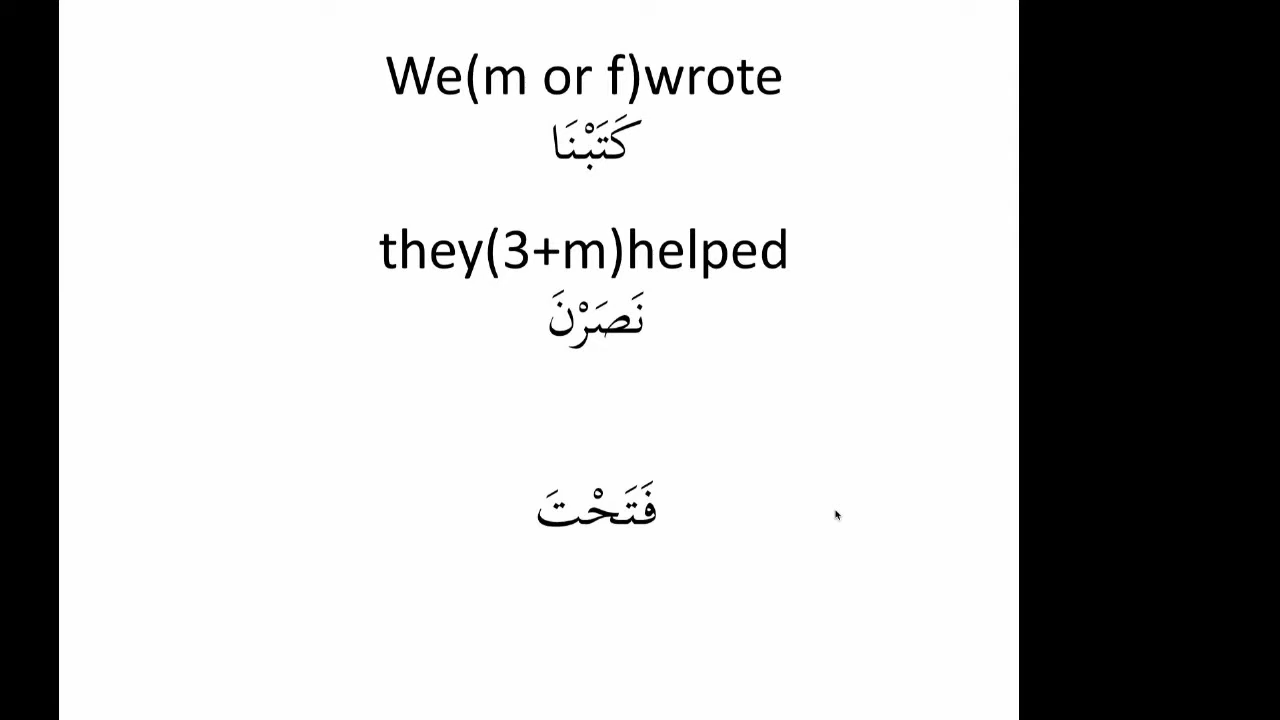 We(m or f)wrote
كَتَبْنَا
they(3+m)helped
نَصَرْنَ
فَتَحْتَ